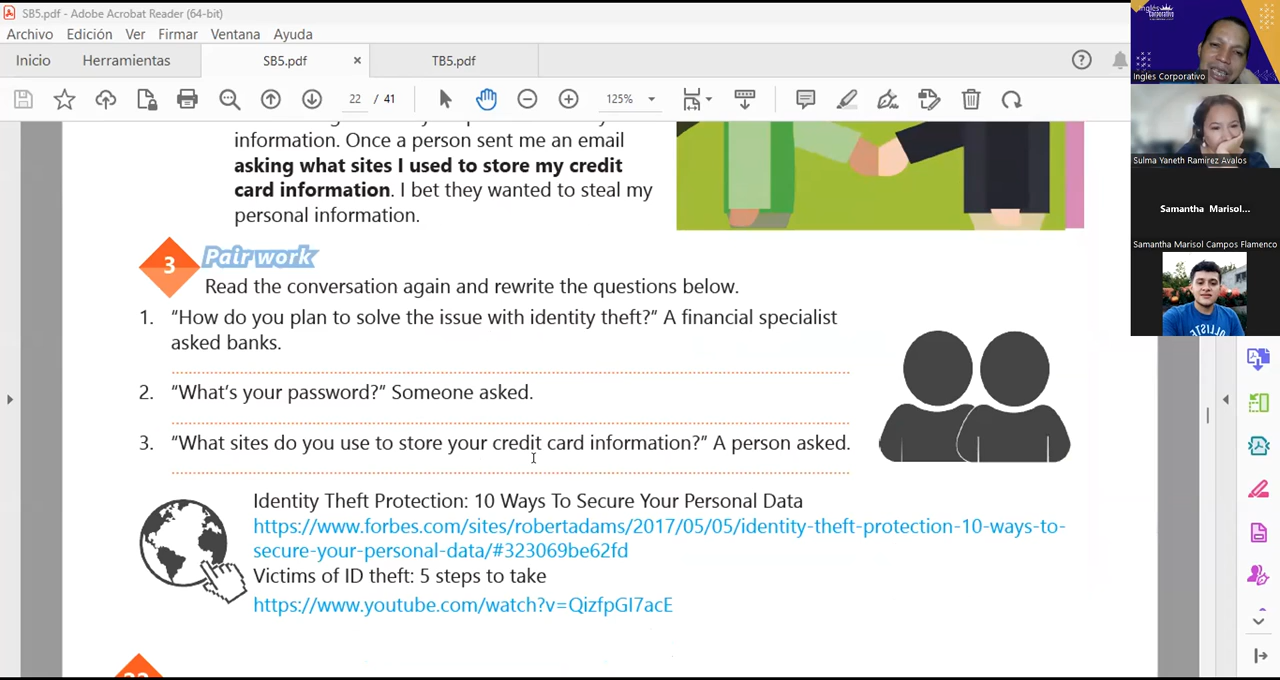 SB5.pdf - Adobe Acrobat Reader (64-bit)
Archivo Edición Ver Firmar Ventana Ayuda
Inicio Herramientas SB5.pdf × TB5.pdf
22 / 41 125%
information. Once a person sent me an email
asking what sites I used to store my credit
card information. I bet they wanted to steal my
personal information.
3 Pair work
Read the conversation again and rewrite the questions below.
1. “How do you plan to solve the issue with identity theft?” A financial specialist
asked banks.
2. “What’s your password?” Someone asked.
3. “What sites do you use to store your credit card information?” A person asked.
Identity Theft Protection: 10 Ways To Secure Your Personal Data
https://www.forbes.com/sites/robertadams/2017/05/05/identity-theft-protection-10-ways-to-
secure-your-personal-data/#323069be62fd
Victims of ID theft: 5 steps to take
https://www.youtube.com/watch?v=QizfpGI7acE
Inglés
Corporativo
Ingles Corporativo
Sulma Yaneth Ramirez Avalos
Samantha Marisol...
Samantha Marisol Campos Flamenco